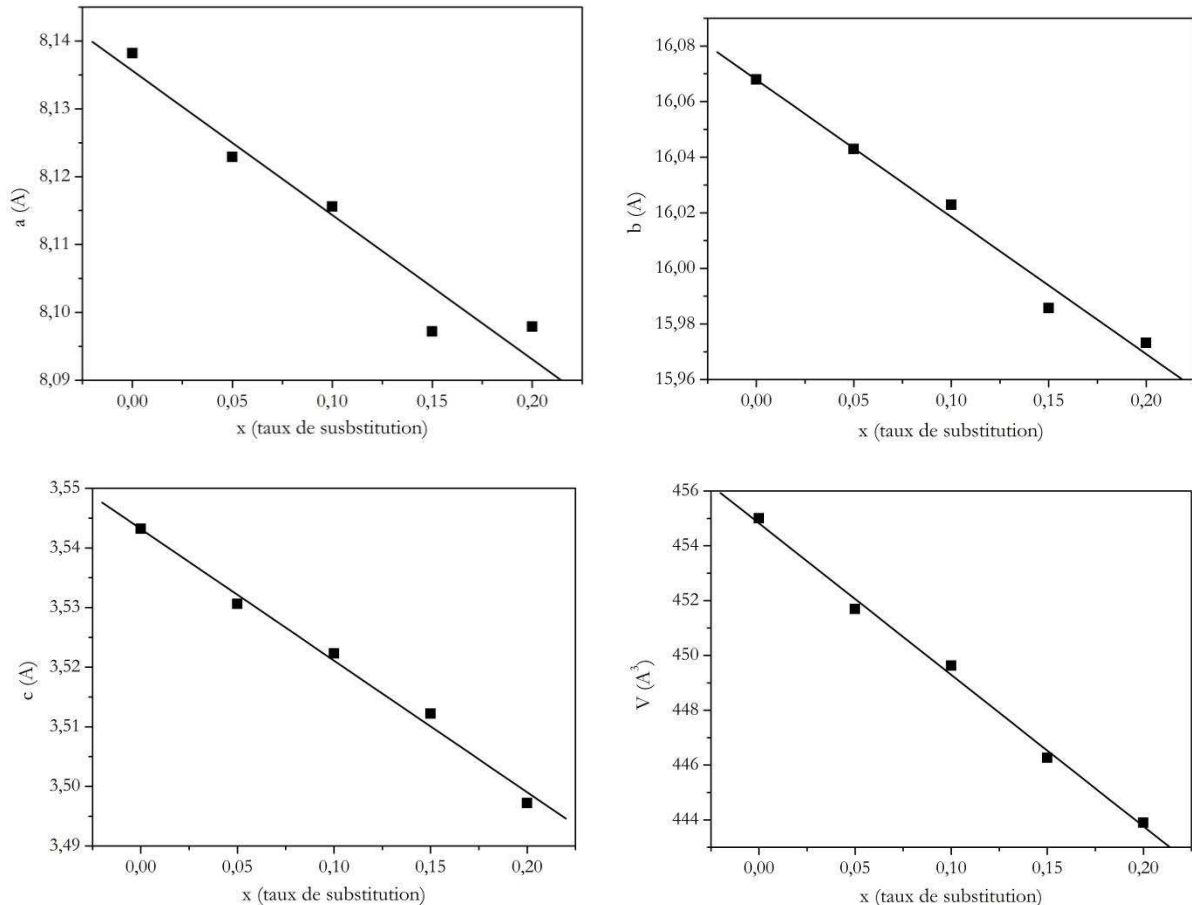 8,14
8,13
8,12
8,11
8,10
8,09
a (A)
0,00 0,05 0,10 0,15 0,20
x (taux de susbstitution)
16,08
16,06
16,04
16,02
16,00
15,98
15,96
b (A)
0,00 0,05 0,10 0,15 0,20
x (taux de substitution)
3,55
3,54
3,53
3,52
3,51
3,50
3,49
c (A)
0,00 0,05 0,10 0,15 0,20
x (taux de substitution)
456
454
452
450
448
446
444
V (A³)
0,00 0,05 0,10 0,15 0,20
x (taux de substitution)